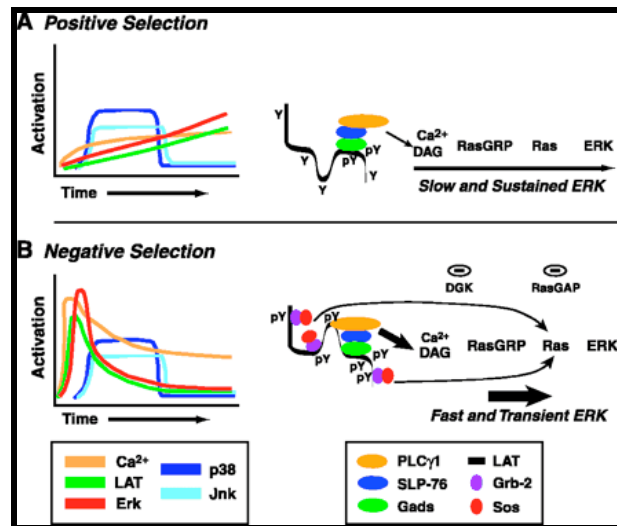 A Positive Selection
Activation
Time
Y
Y
Y
pY
pY
Y
Ca2+
DAG
RasGRP
Ras
ERK
Slow and Sustained ERK
B Negative Selection
Activation
Time
DGK
RasGAP
pY
pY
pY
pY
pY
pY
Ca2+
DAG
RasGRP
Ras
ERK
Fast and Transient ERK
Ca2+
LAT
Erk
p38
Jnk
PLCγ1
SLP-76
Gads
LAT
Grb-2
Sos